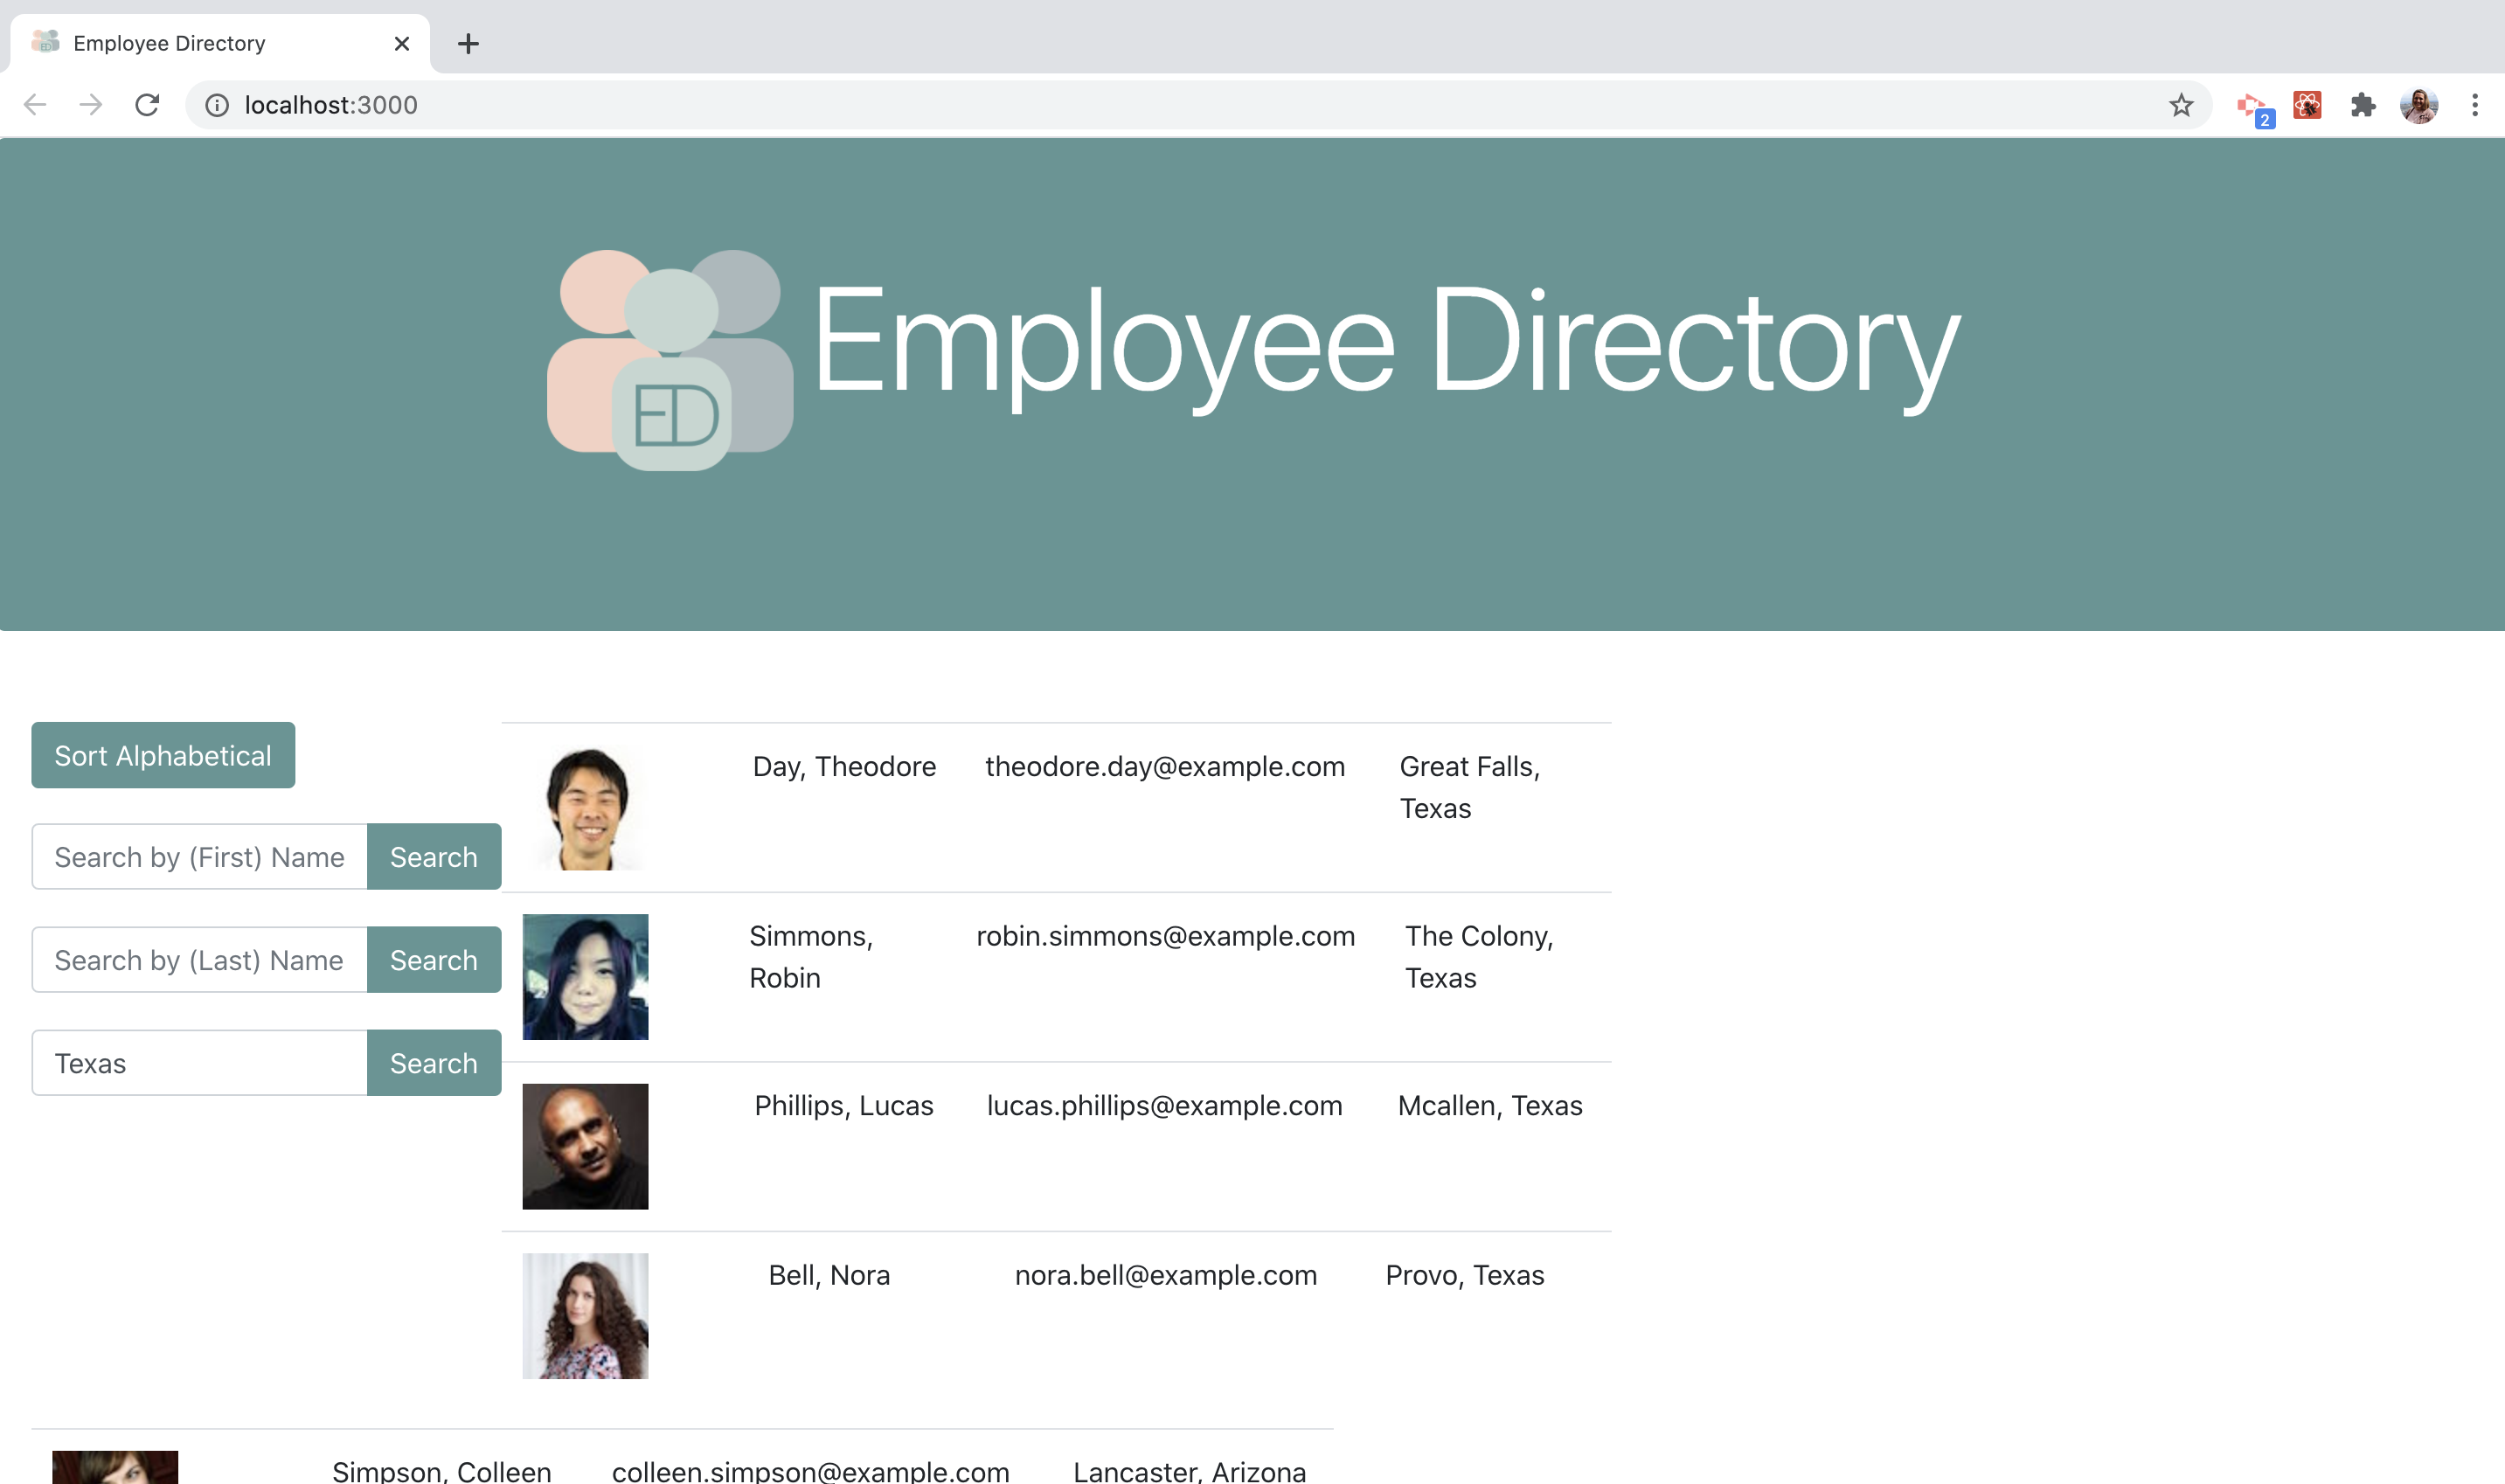 Employee Directory
localhost:3000
2
ED
Employee Directory
Sort Alphabetical
Search by (First) Name
Search
Search by (Last) Name
Search
Texas
Search
Day, Theodore
theodore.day@example.com
Great Falls,
Texas
Simmons,
Robin
robin.simmons@example.com
The Colony,
Texas
Phillips, Lucas
lucas.phillips@example.com
Mcallen, Texas
Bell, Nora
nora.bell@example.com
Provo, Texas
Simpson, Colleen
colleen.simpson@example.com
Lancaster, Arizona